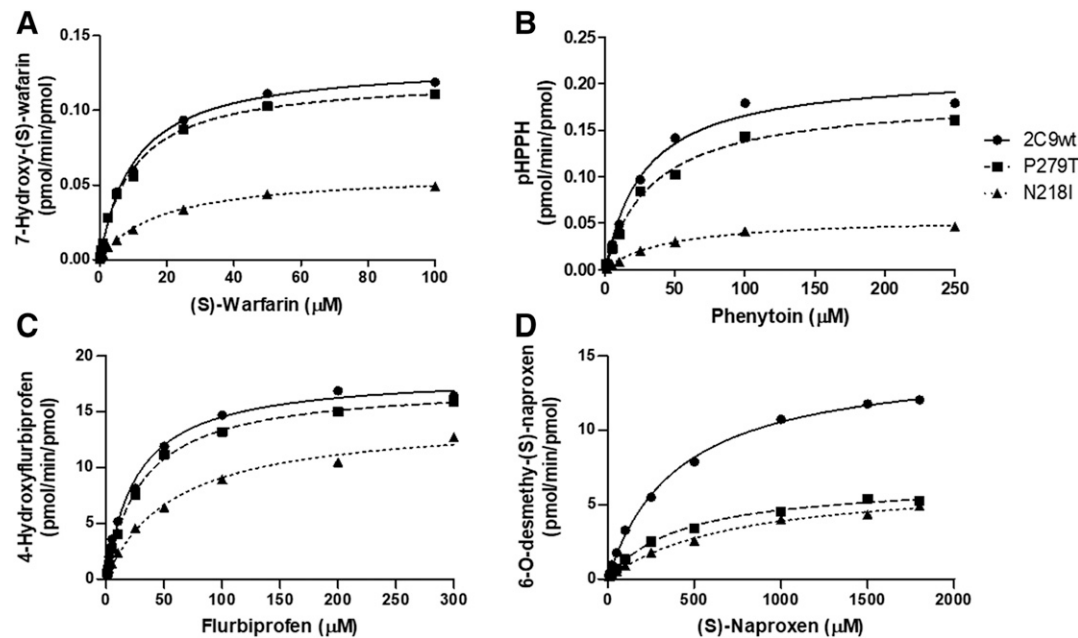 A
7-Hydroxy-(S)-wafarin
(pmol/min/pmol)
0.15
0.10
0.05
0.00
0 20 40 60 80 100
(S)-Warfarin (μM)
B
pHPPH
(pmol/min/pmol)
0.25
0.20
0.15
0.10
0.05
0.00
0 50 100 150 200 250
Phenytoin (μM)
2C9wt
P279T
N218I
C
4-Hydroxyflurbiprofen
(pmol/min/pmol)
20
15
10
5
0
0 50 100 150 200 250 300
Flurbiprofen (μM)
D
6-O-desmethy-(S)-naproxen
(pmol/min/pmol)
15
10
5
0
0 500 1000 1500 2000
(S)-Naproxen (μM)